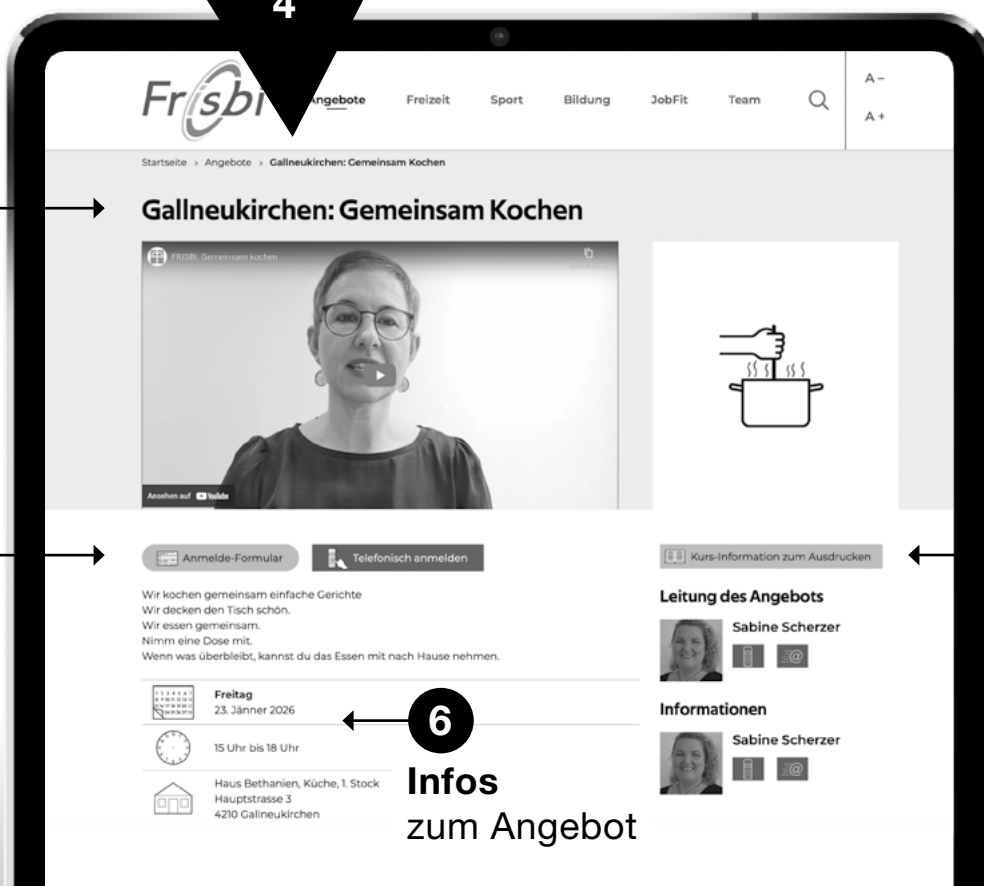 4
Frisbi
Angebote Freizeit Sport Bildung JobFit Team
A –
A +
Startseite > Angebote > Gallneukirchen: Gemeinsam Kochen
Gallneukirchen: Gemeinsam Kochen
FRISBI: Gemeinsam kochen
Ansehen auf YouTube
Anmelde-Formular
Telefonisch anmelden
Kurs-Information zum Ausdrucken
Wir kochen gemeinsam einfache Gerichte
Wir decken den Tisch schön.
Wir essen gemeinsam.
Nimm eine Dose mit.
Wenn was überbleibt, kannst du das Essen mit nach Hause nehmen.
Freitag
23. Jänner 2026
15 Uhr bis 18 Uhr
Haus Bethanien, Küche, 1. Stock
Hauptstrasse 3
4210 Gallneukirchen
6
Infos
zum Angebot
Leitung des Angebots
Sabine Scherzer
Informationen
Sabine Scherzer